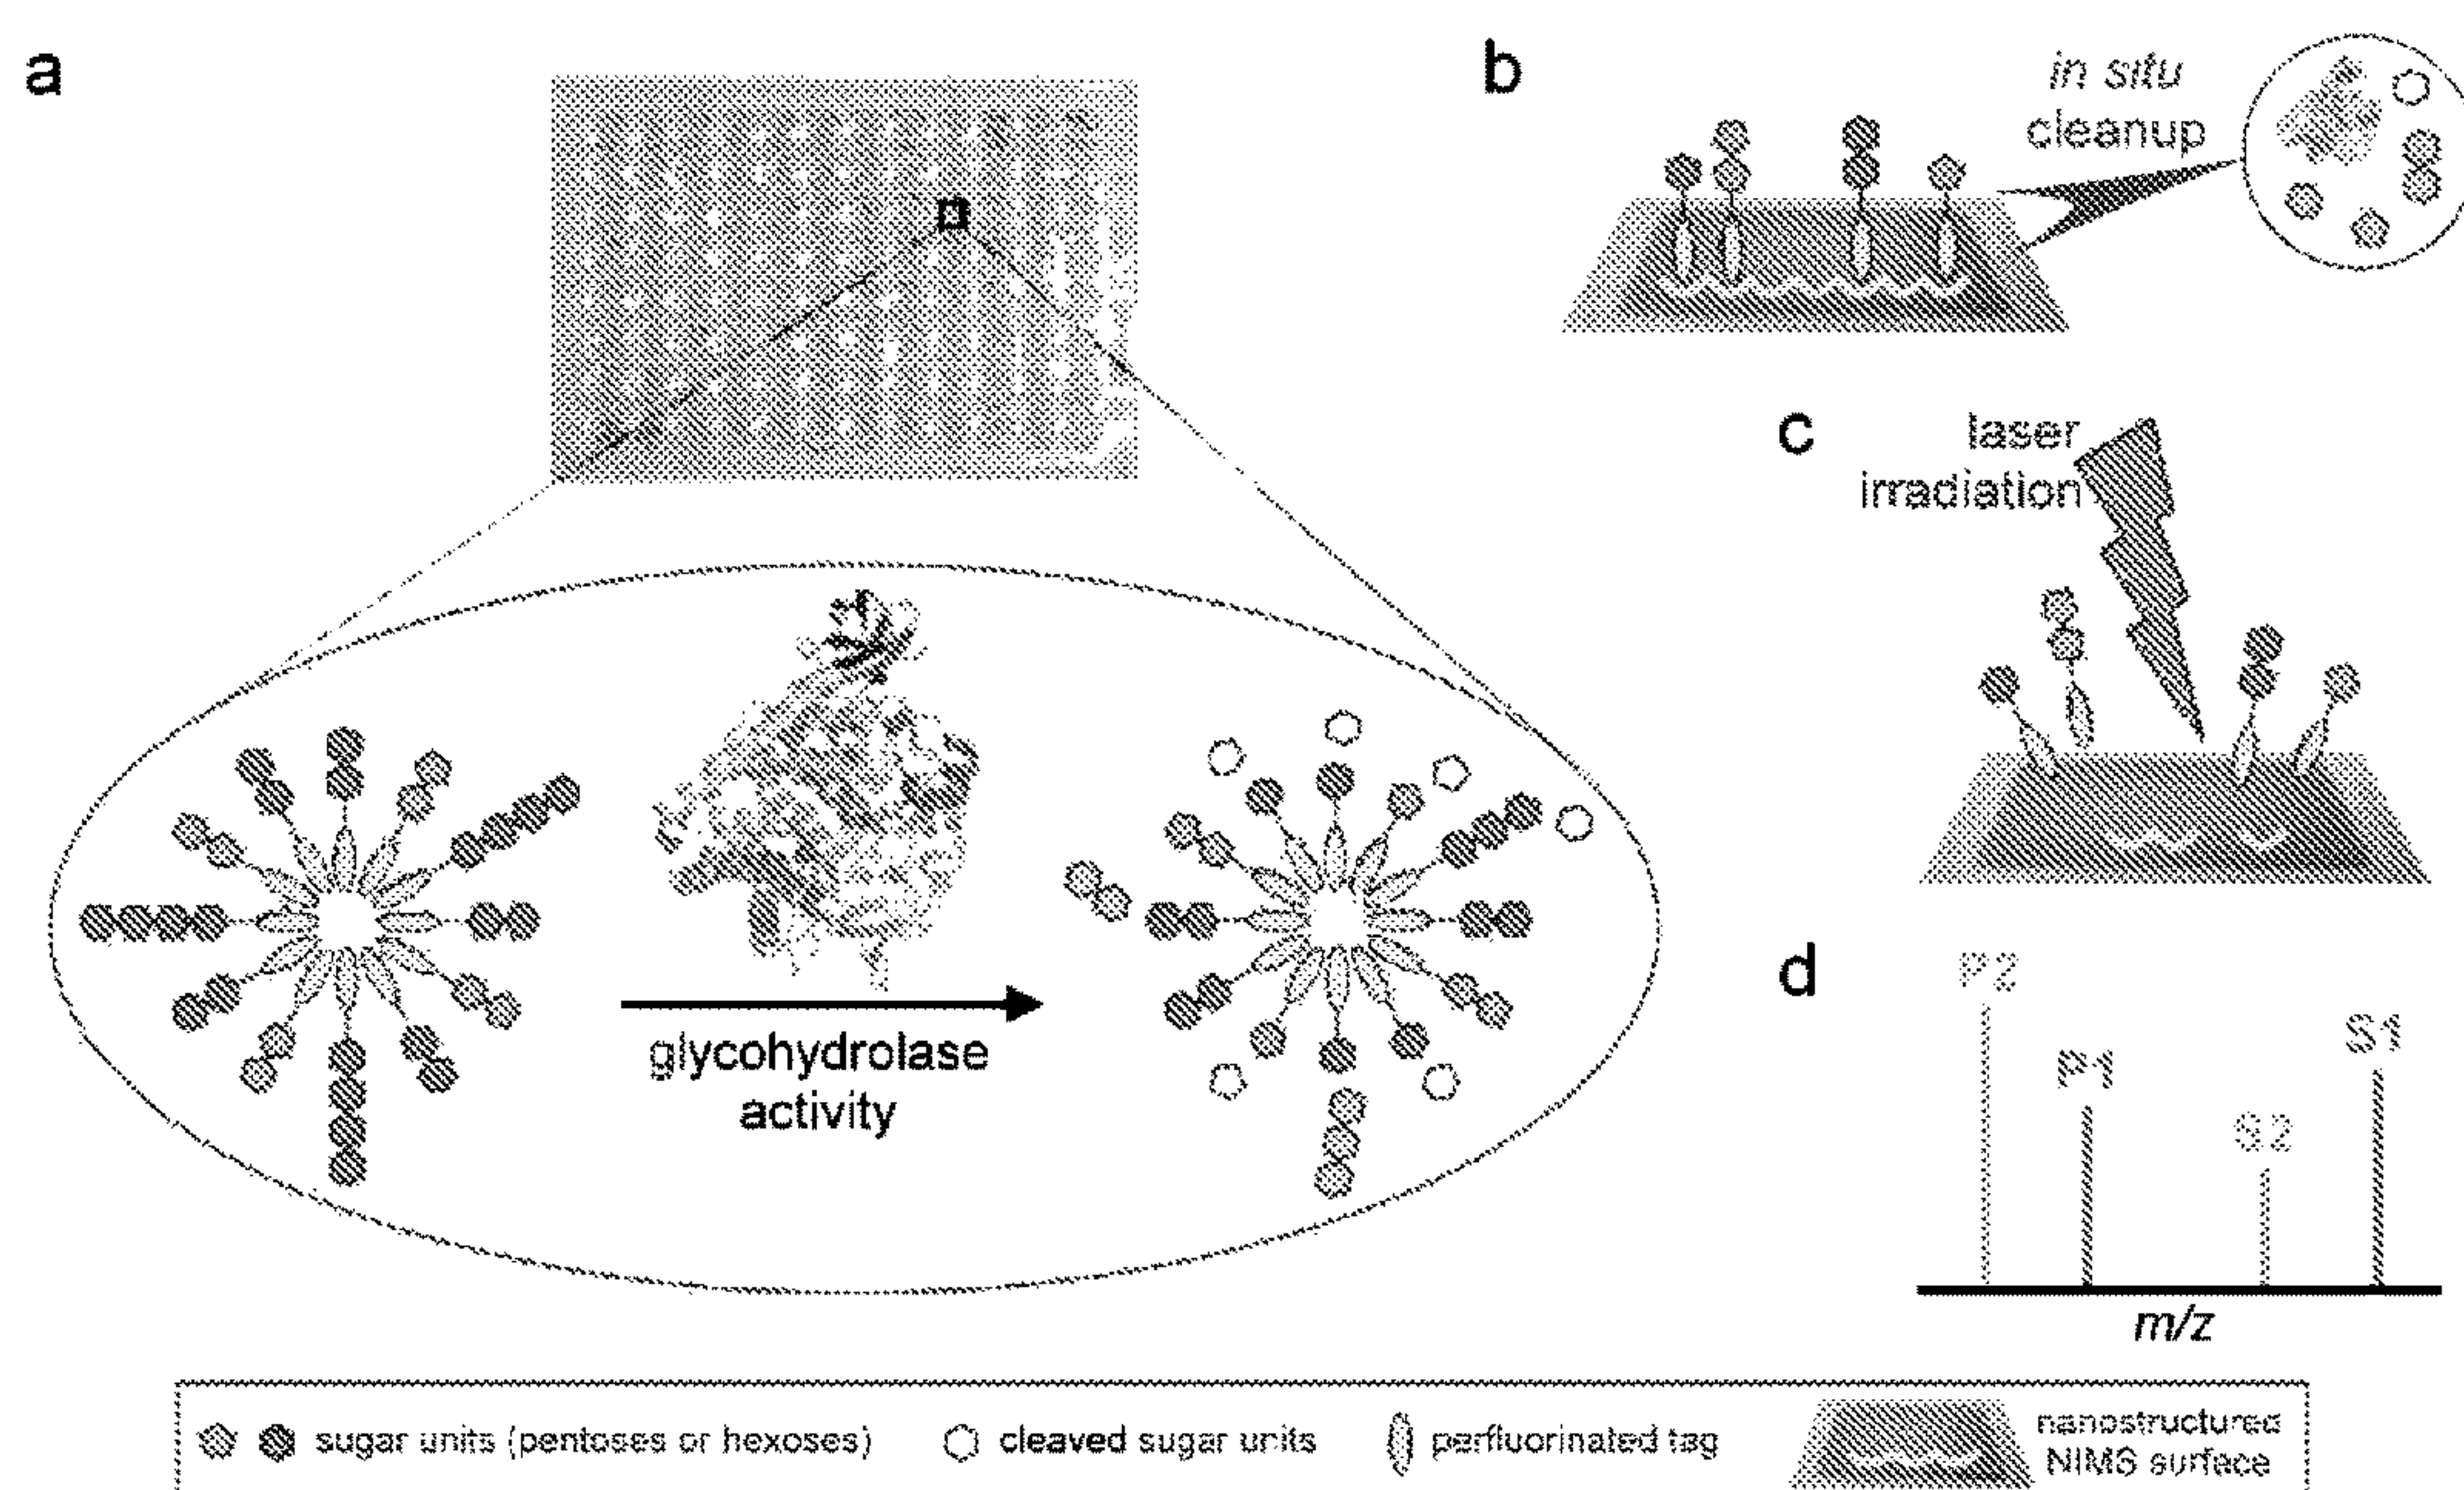 a
glycohydrolase
activity
b
in situ
cleanup
c
laser
irradiation
d
P2
P1
S2
S1
m/z
sugar units (pentoses or hexoses)
cleaved sugar units
perfluorinated tag
nanostructured
NIMS surface